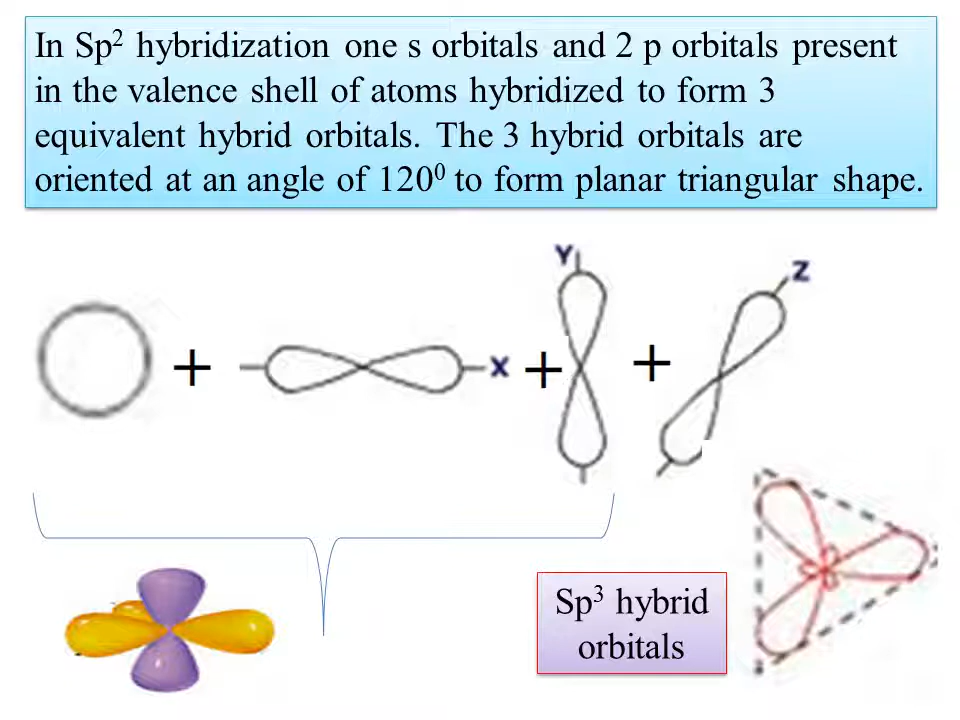 In Sp² hybridization one s orbitals and 2 p orbitals present
in the valence shell of atoms hybridized to form 3
equivalent hybrid orbitals. The 3 hybrid orbitals are
oriented at an angle of 120⁰ to form planar triangular shape.
Y
Z
+
X
+
+
Sp³ hybrid
orbitals